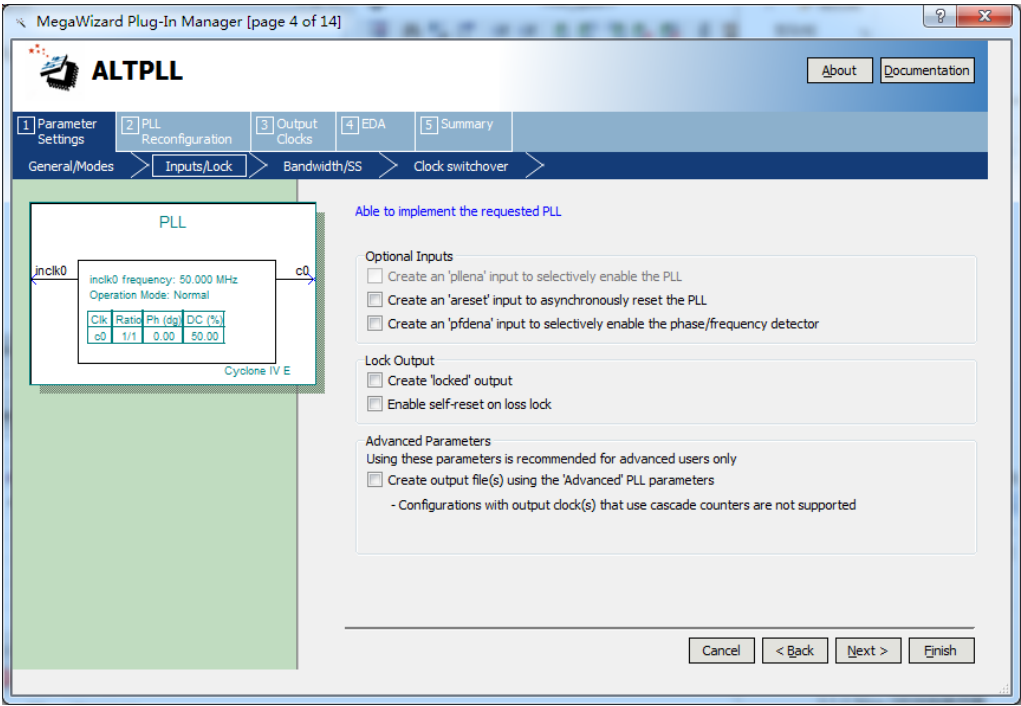 MegaWizard Plug-In Manager [page 4 of 14]
?
x
ALTPLL
About
Documentation
1 Parameter Settings
2 PLL Reconfiguration
3 Output Clocks
4 EDA
5 Summary
General/Modes
Inputs/Lock
Bandwidth/SS
Clock switchover
PLL
inclk0
c0
inclk0 frequency: 50.000 MHz
Operation Mode: Normal
Clk Ratio Ph (dg) DC (%)
c0 1/1 0.00 50.00
Cyclone IV E
Able to implement the requested PLL
Optional Inputs
Create an 'pllena' input to selectively enable the PLL
Create an 'areset' input to asynchronously reset the PLL
Create an 'pfdena' input to selectively enable the phase/frequency detector
Lock Output
Create 'locked' output
Enable self-reset on loss lock
Advanced Parameters
Using these parameters is recommended for advanced users only
Create output file(s) using the 'Advanced' PLL parameters
- Configurations with output clock(s) that use cascade counters are not supported
Cancel
< Back
Next >
Finish